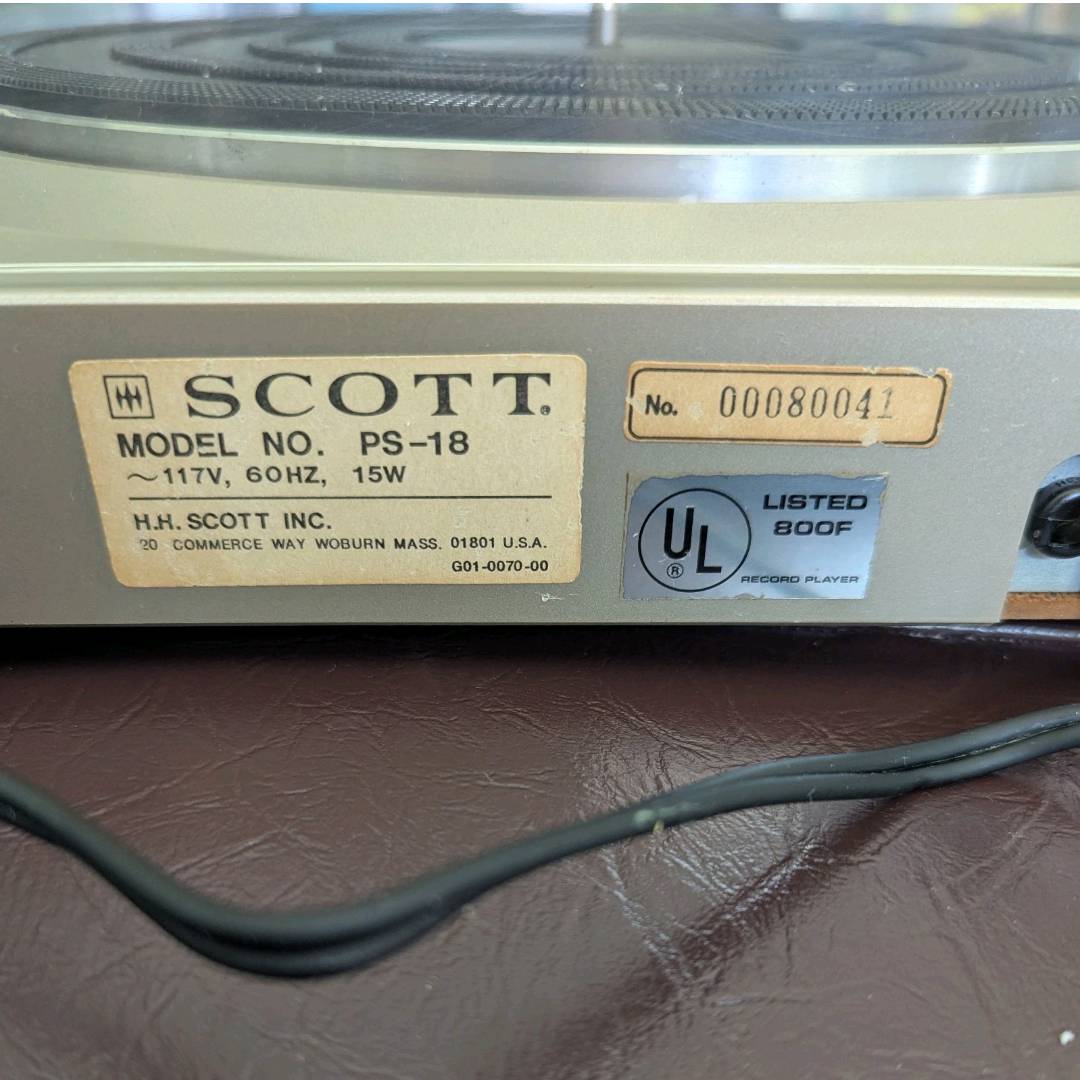 SCOTT®
MODEL NO. PS-18
~117V, 60HZ, 15W
H.H. SCOTT INC.
20 COMMERCE WAY WOBURN MASS. 01801 U.S.A.
G01-0070-00
No. 00080041
UL®
LISTED
800F
RECORD PLAYER